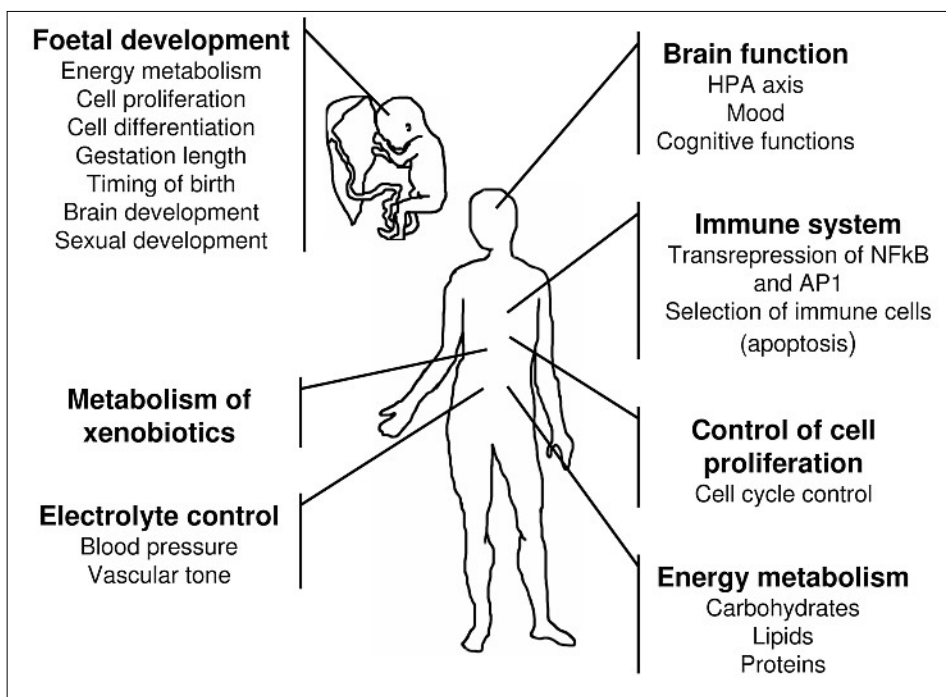 Foetal development
Energy metabolism
Cell proliferation
Cell differentiation
Gestation length
Timing of birth
Brain development
Sexual development
Metabolism of
xenobiotics
Electrolyte control
Blood pressure
Vascular tone
Brain function
HPA axis
Mood
Cognitive functions
Immune system
Transrepression of NFkB
and AP1
Selection of immune cells
(apoptosis)
Control of cell
proliferation
Cell cycle control
Energy metabolism
Carbohydrates
Lipids
Proteins